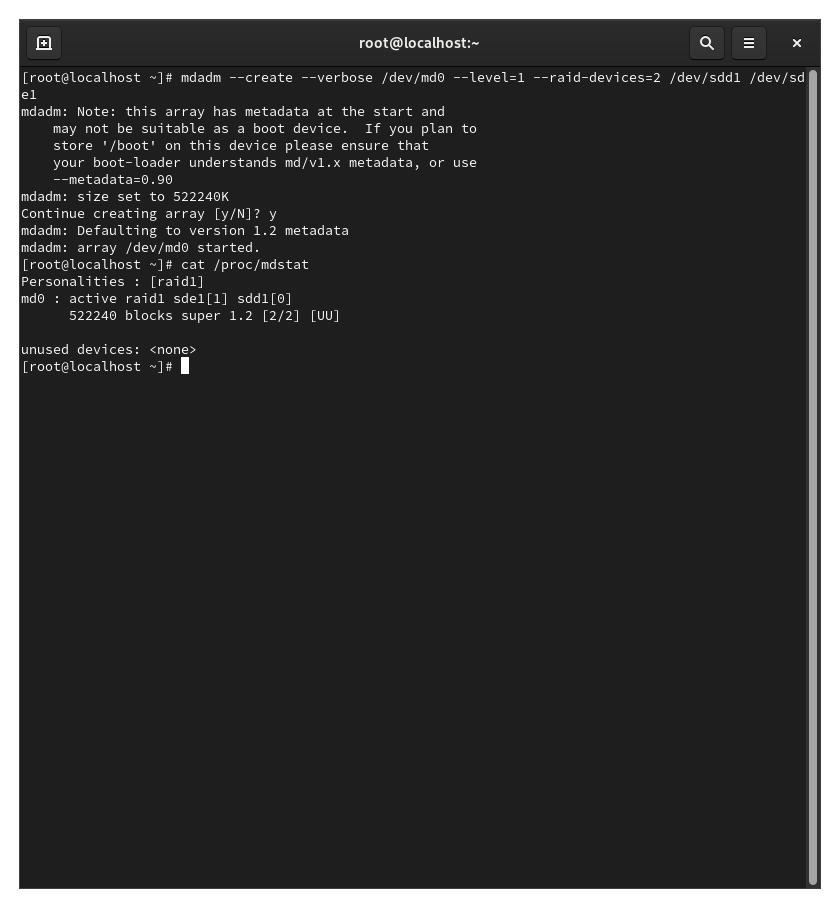 root@localhost:~
[root@localhost ~]# mdadm --create --verbose /dev/md0 --level=1 --raid-devices=2 /dev/sdd1 /dev/sd
e1
mdadm: Note: this array has metadata at the start and
    may not be suitable as a boot device.  If you plan to
    store '/boot' on this device please ensure that
    your boot-loader understands md/v1.x metadata, or use
    --metadata=0.90
mdadm: size set to 522240K
Continue creating array [y/N]? y
mdadm: Defaulting to version 1.2 metadata
mdadm: array /dev/md0 started.
[root@localhost ~]# cat /proc/mdstat
Personalities : [raid1]
md0 : active raid1 sde1[1] sdd1[0]
      522240 blocks super 1.2 [2/2] [UU]

unused devices: <none>
[root@localhost ~]#